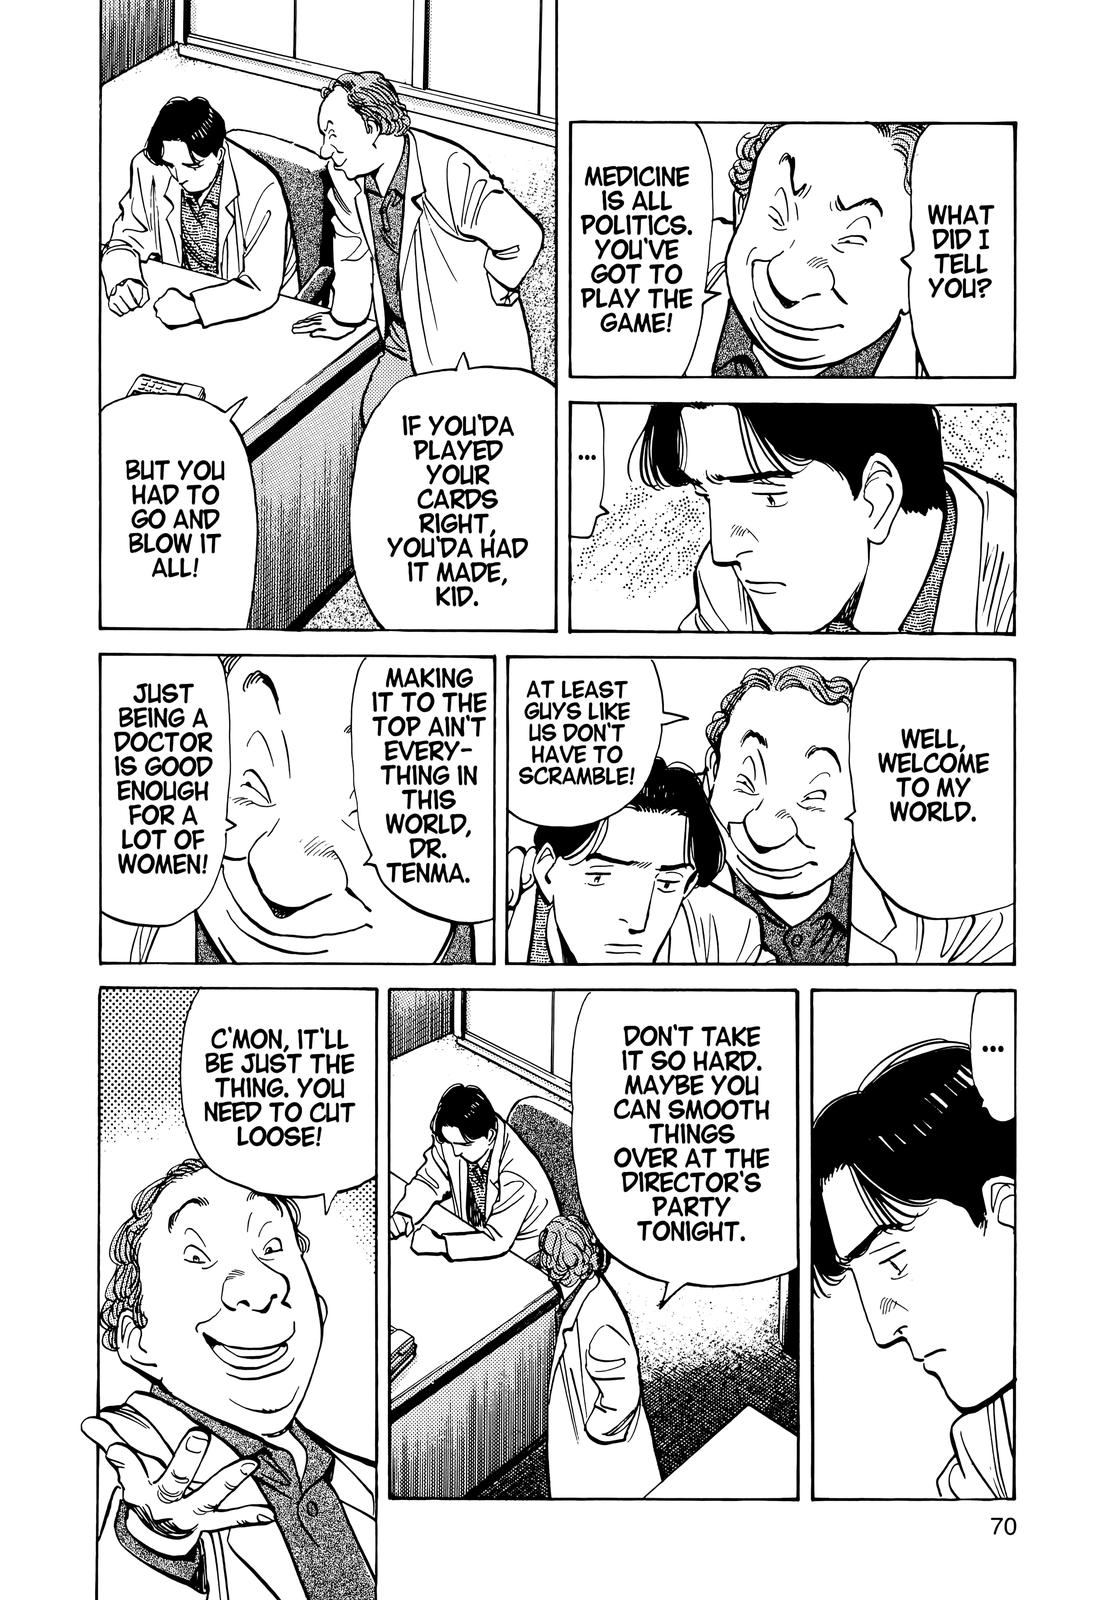 WHAT
DID I
TELL
YOU?
MEDICINE
IS ALL
POLITICS.
YOU'VE
GOT TO
PLAY THE
GAME!
IF YOU'DA
PLAYED
YOUR
CARDS
RIGHT,
YOU'DA HAD
IT MADE,
KID.
BUT YOU
HAD TO
GO AND
BLOW IT
ALL!
...
WELL,
WELCOME
TO MY
WORLD.
AT LEAST
GUYS LIKE
US DON'T
HAVE TO
SCRAMBLE!
MAKING
IT TO THE
TOP AIN'T
EVERY-
THING IN
THIS
WORLD,
DR.
TENMA.
JUST
BEING A
DOCTOR
IS GOOD
ENOUGH
FOR A
LOT OF
WOMEN!
...
DON'T TAKE
IT SO HARD.
MAYBE YOU
CAN SMOOTH
THINGS
OVER AT THE
DIRECTOR'S
PARTY
TONIGHT.
C'MON, IT'LL
BE JUST THE
THING. YOU
NEED TO CUT
LOOSE!
70